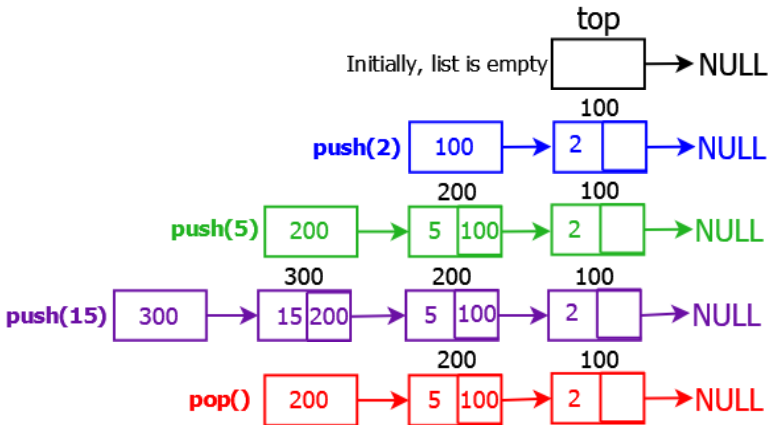 top
Initially, list is empty NULL
100
push(2) 100 2 NULL
200 100
push(5) 200 5 100 2 NULL
300 200 100
push(15) 300 15 200 5 100 2 NULL
200 100
pop() 200 5 100 2 NULL